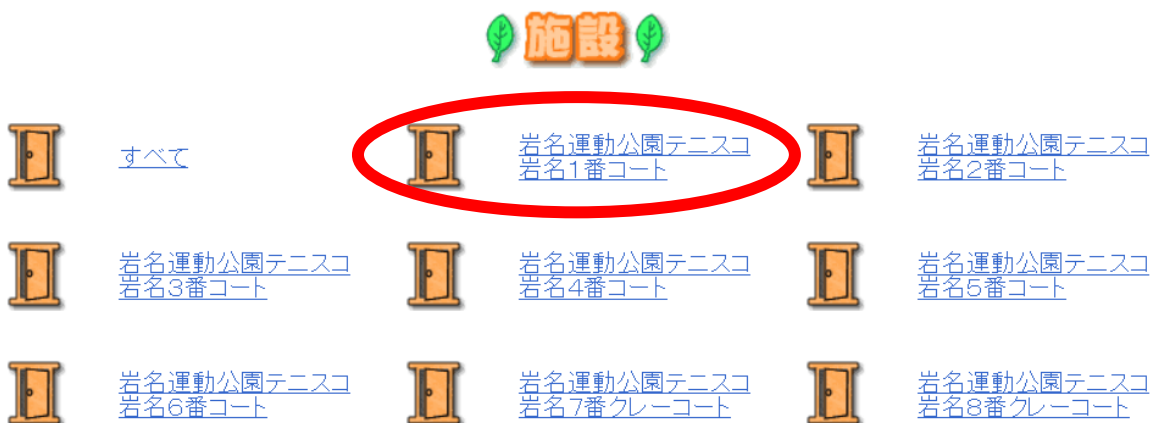 施設
すべて
岩名運動公園テニスコ
岩名1番コート
岩名運動公園テニスコ
岩名2番コート
岩名運動公園テニスコ
岩名3番コート
岩名運動公園テニスコ
岩名4番コート
岩名運動公園テニスコ
岩名5番コート
岩名運動公園テニスコ
岩名6番コート
岩名運動公園テニスコ
岩名7番クレーコート
岩名運動公園テニスコ
岩名8番クレーコート